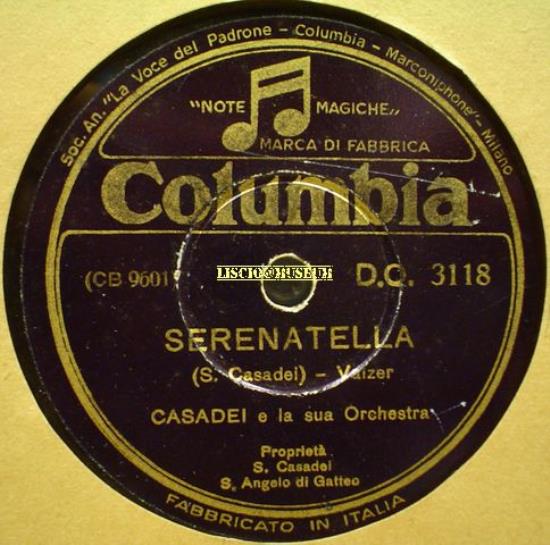 Soc. An. "La Voce del Padrone - Columbia - Marconiphone" - Milano
"NOTE MAGICHE"
MARCA DI FABBRICA
Columbia
(CB 9601)
LISCIO@MUSEUM
D.Q. 3118
SERENATELLA
(S. Casadei) - Valzer
CASADEI e la sua Orchestra
Proprietà
S. Casadei
S. Angelo di Gatteo
FABBRICATO IN ITALIA